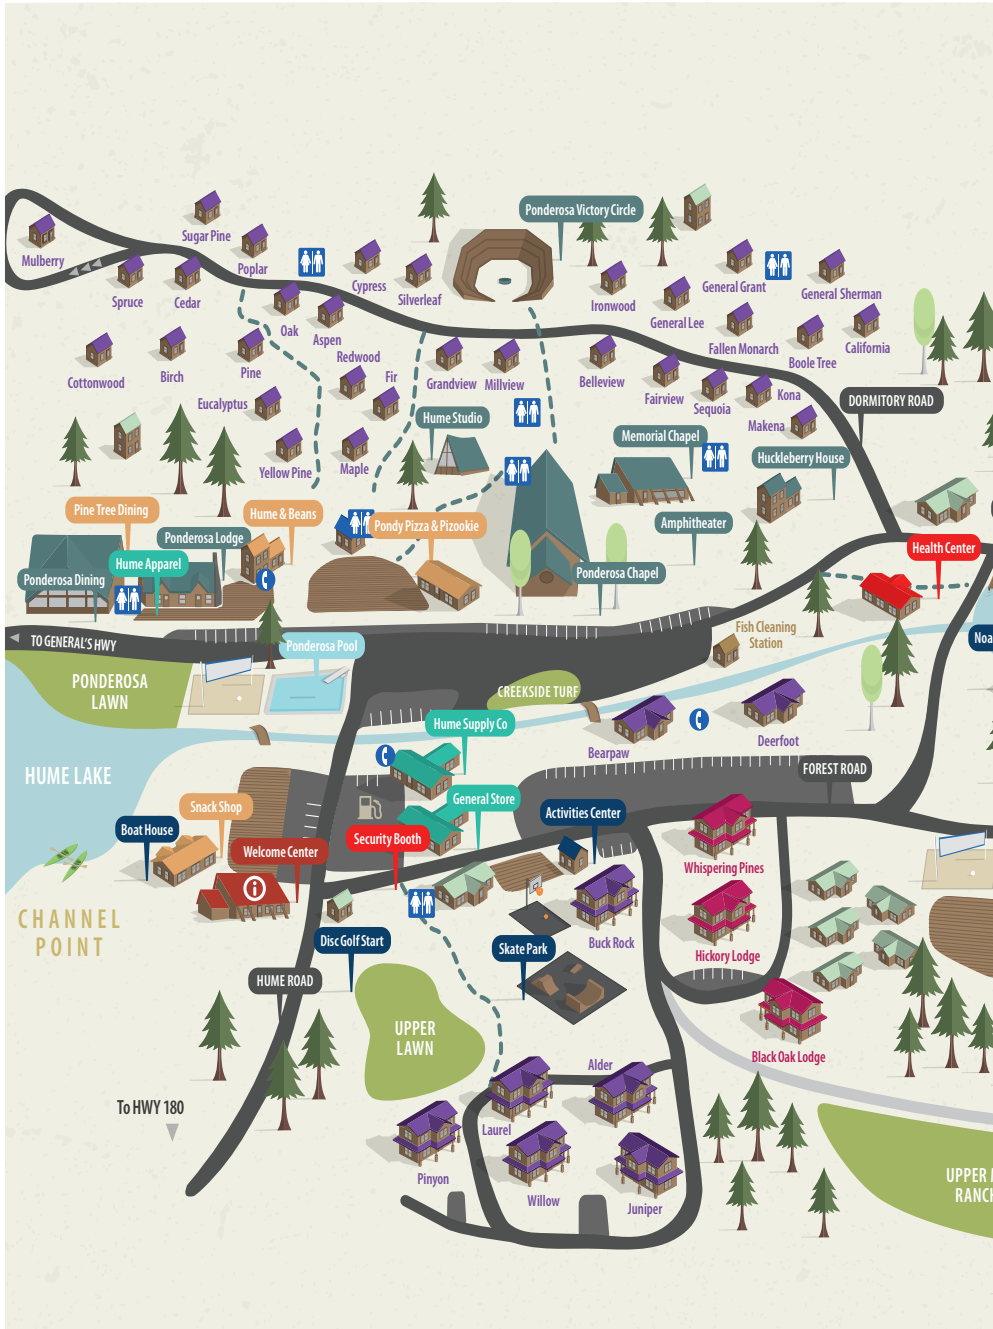 Ponderosa Victory Circle
Sugar Pine
Mulberry
Poplar
Spruce
Cedar
Cypress
Silverleaf
Ironwood
General Grant
General Sherman
General Lee
Oak
Aspen
Fallen Monarch
Boole Tree
California
Cottonwood
Birch
Pine
Redwood
Fir
Grandview
Millview
Belleview
Fairview
Sequoia
Kona
Makena
DORMITORY ROAD
Eucalyptus
Hume Studio
Yellow Pine
Maple
Memorial Chapel
Huckleberry House
Pine Tree Dining
Hume & Beans
Pondy Pizza & Pizookie
Amphitheater
Ponderosa Lodge
Hume Apparel
Ponderosa Dining
Ponderosa Chapel
Health Center
TO GENERAL'S HWY
Ponderosa Pool
Fish Cleaning
Station
Noa
PONDEROSA
LAWN
CREEKSIDE TURF
Hume Supply Co
Bearpaw
Deerfoot
HUME LAKE
FOREST ROAD
Snack Shop
General Store
Activities Center
Boat House
Security Booth
Welcome Center
Whispering Pines
CHANNEL
POINT
Disc Golf Start
Skate Park
Buck Rock
Hickory Lodge
HUME ROAD
UPPER
LAWN
Black Oak Lodge
Alder
To HWY 180
Laurel
Pinyon
Willow
Juniper
UPPER
RANC